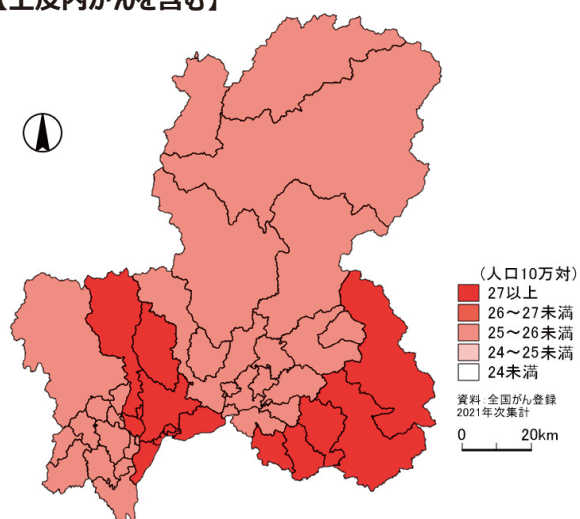 【上皮内がんを含む】
(人口10万対)
27以上
26～27未満
25～26未満
24～25未満
24未満
資料:全国がん登録
2021年次集計
0 20km